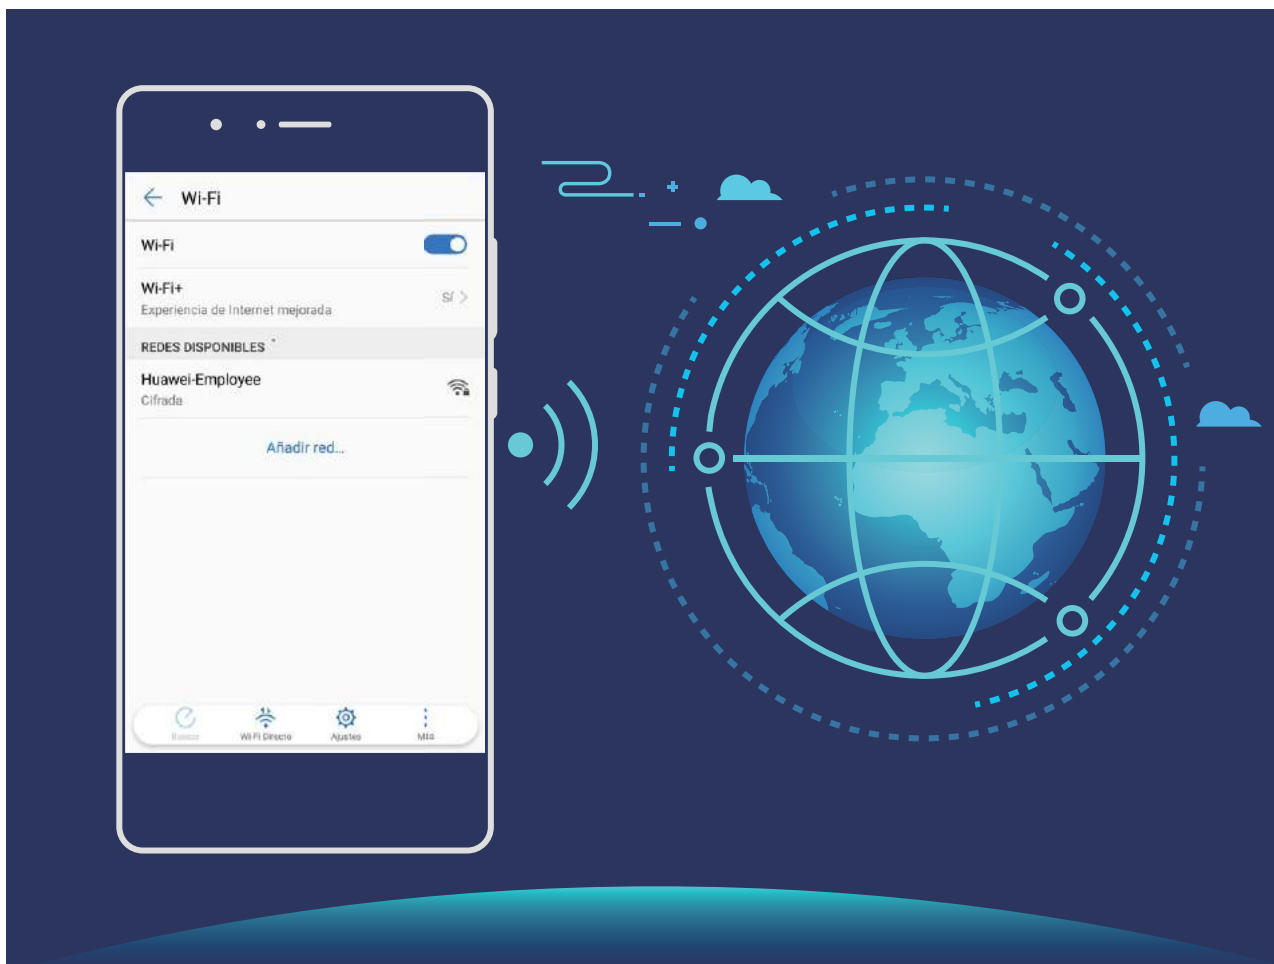 Wi-Fi
Wi-Fi
Wi-Fi+
Experiencia de Internet mejorada
Sí
REDES DISPONIBLES
Huawei-Employee
Cifrada
Añadir red...
Buscar Wi-Fi Directo Ajustes Más